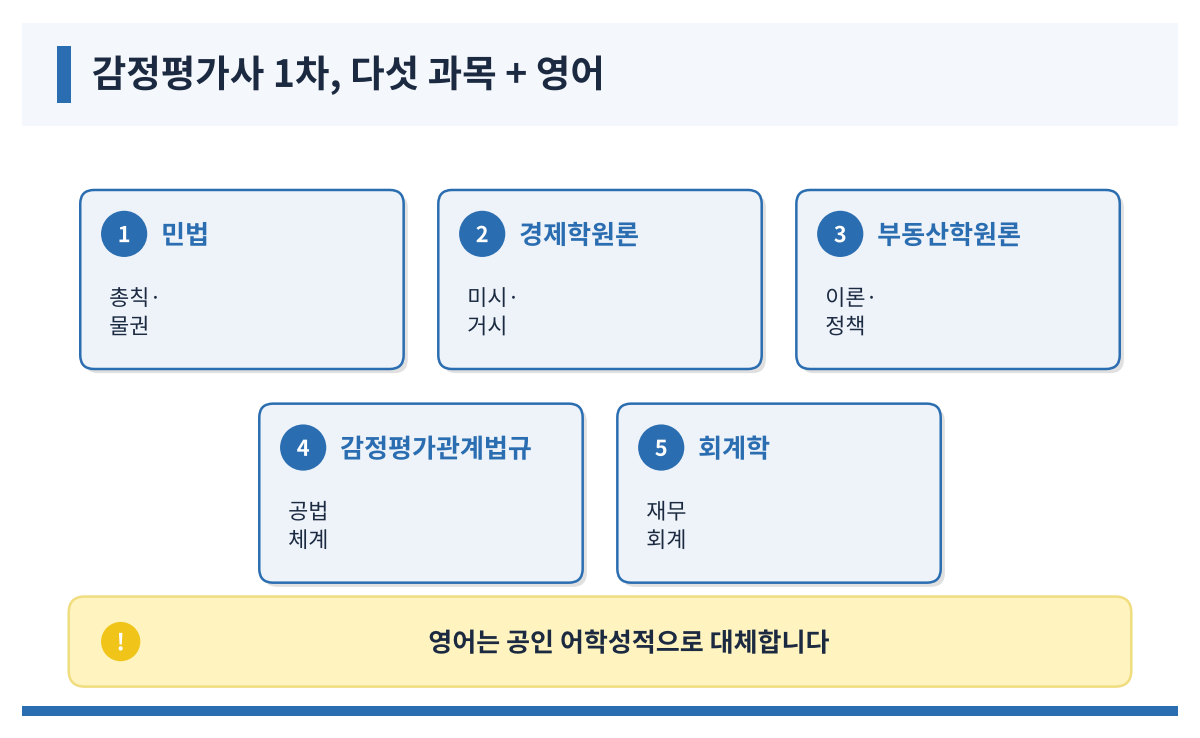 감정평가사 1차, 다섯 과목 + 영어
1 민법
총칙·
물권
2 경제학원론
미시·
거시
3 부동산학원론
이론·
정책
4 감정평가관계법규
공법
체계
5 회계학
재무
회계
! 영어는 공인 어학성적으로 대체합니다